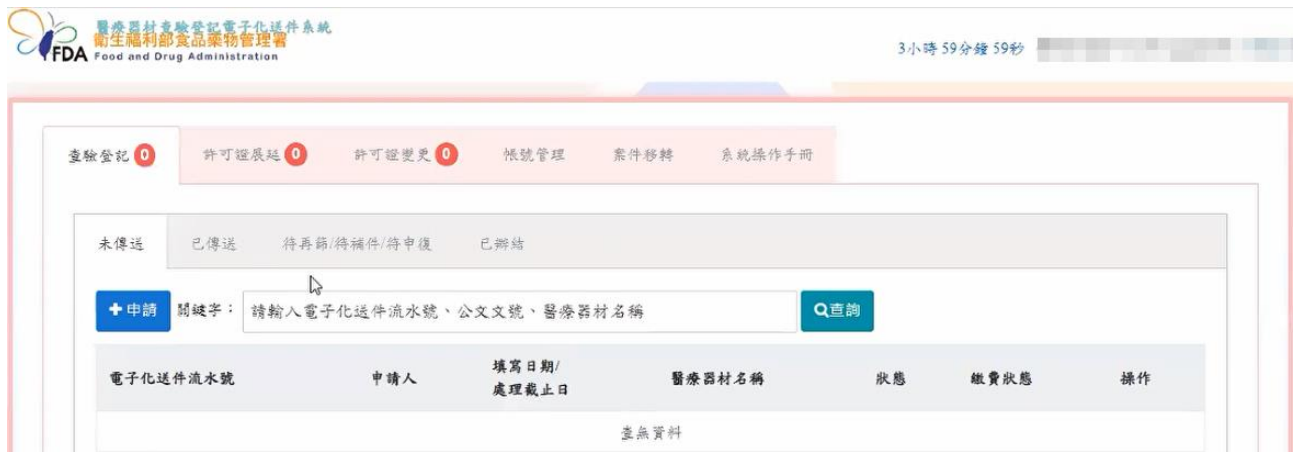 醫療器材查驗登記電子化送件系統
衛生福利部食品藥物管理署
FDA Food and Drug Administration
3小時 59分鐘 59秒
查驗登記 0 許可證展延 0 許可證變更 0 帳號管理 案件移轉 系統操作手冊
未傳送 已傳送 待再篩/待補件/待申復 已辦結
申請 關鍵字: 請輸入電子化送件流水號、公文文號、醫療器材名稱 查詢
電子化送件流水號 申請人 填寫日期/ 醫療器材名稱 狀態 繳費狀態 操作
處理截止日
查無資料